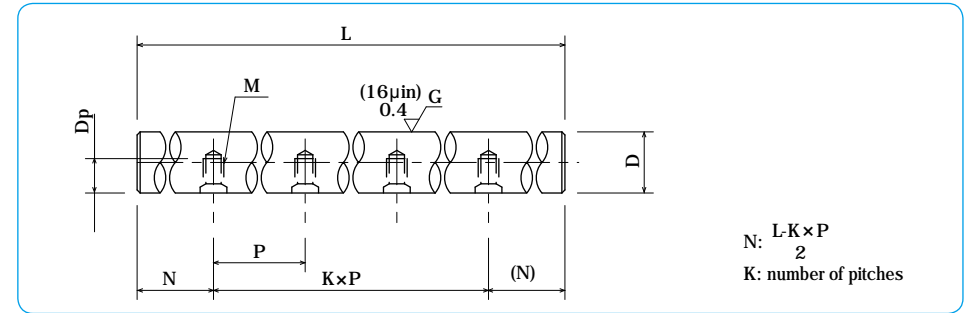 L
M
(16μin)
0.4 G
Dp
D
P
N
K×P
(N)
N: L-K×P
2
K: number of pitches